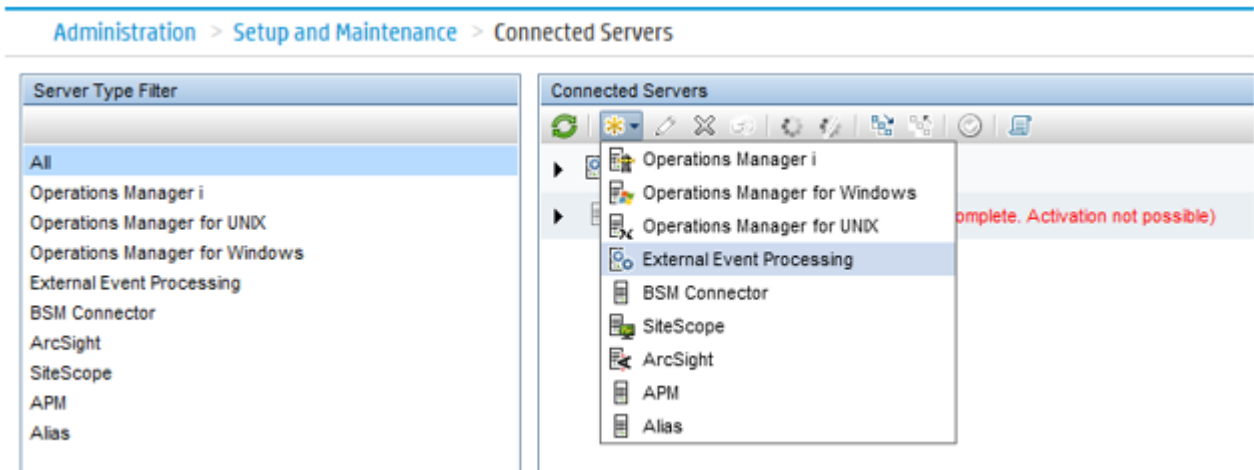 Administration > Setup and Maintenance > Connected Servers
Server Type Filter
All
Operations Manager i
Operations Manager for UNIX
Operations Manager for Windows
External Event Processing
BSM Connector
ArcSight
SiteScope
APM
Alias
Connected Servers
Operations Manager i
Operations Manager for Windows
Operations Manager for UNIX
External Event Processing
BSM Connector
SiteScope
ArcSight
APM
Alias
omplete. Activation not possible)